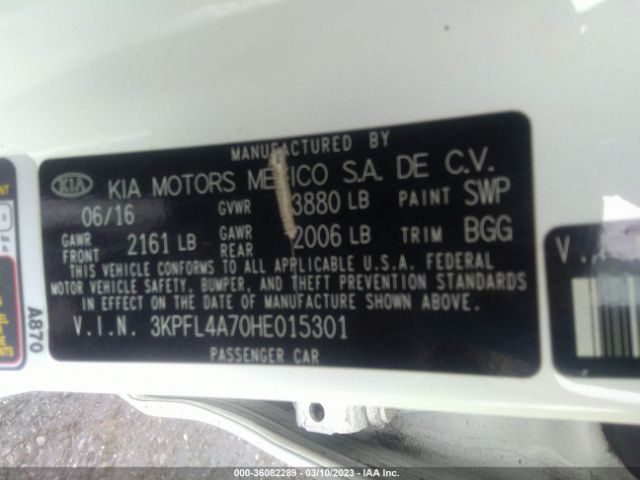 MANUFACTURED BY
KIA KIA MOTORS MEXICO S.A. DE C.V.
06/16 GVWR 3880 LB PAINT SWP
GAWR FRONT 2161 LB GAWR REAR 2006 LB TRIM BGG
THIS VEHICLE CONFORMS TO ALL APPLICABLE U.S.A. FEDERAL
MOTOR VEHICLE SAFETY, BUMPER, AND THEFT PREVENTION STANDARDS
IN EFFECT ON THE DATE OF MANUFACTURE SHOWN ABOVE.
V.I.N. 3KPFL4A70HE015301
PASSENGER CAR
A870
V.
000-36082289 - 03/10/2023 - IAA Inc.